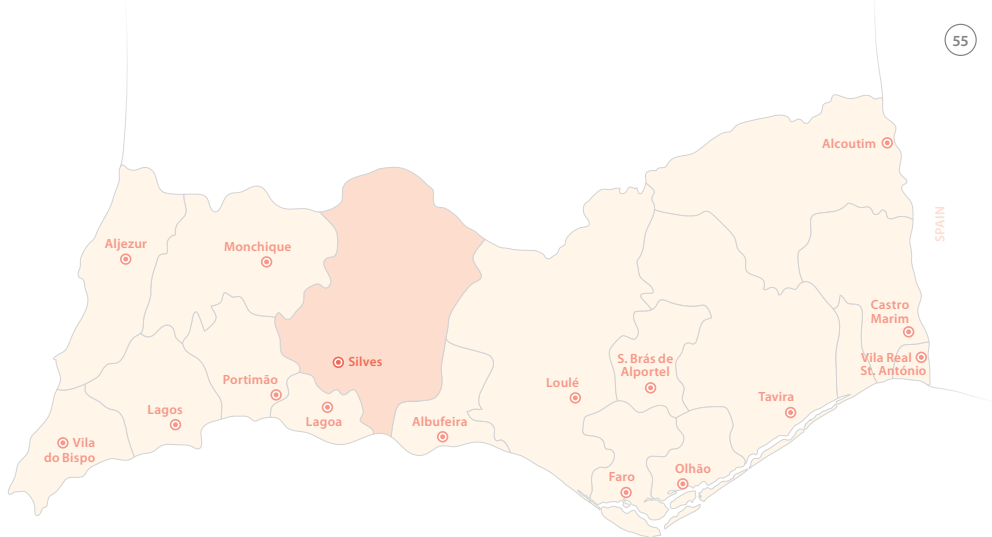 55
Alcoutim
SPAIN
Aljezur
Monchique
Castro
Marim
Silves
S. Brás de
Alportel
Vila Real
St. António
Portimão
Loulé
Tavira
Lagos
Lagoa
Albufeira
Vila
do Bispo
Faro
Olhão